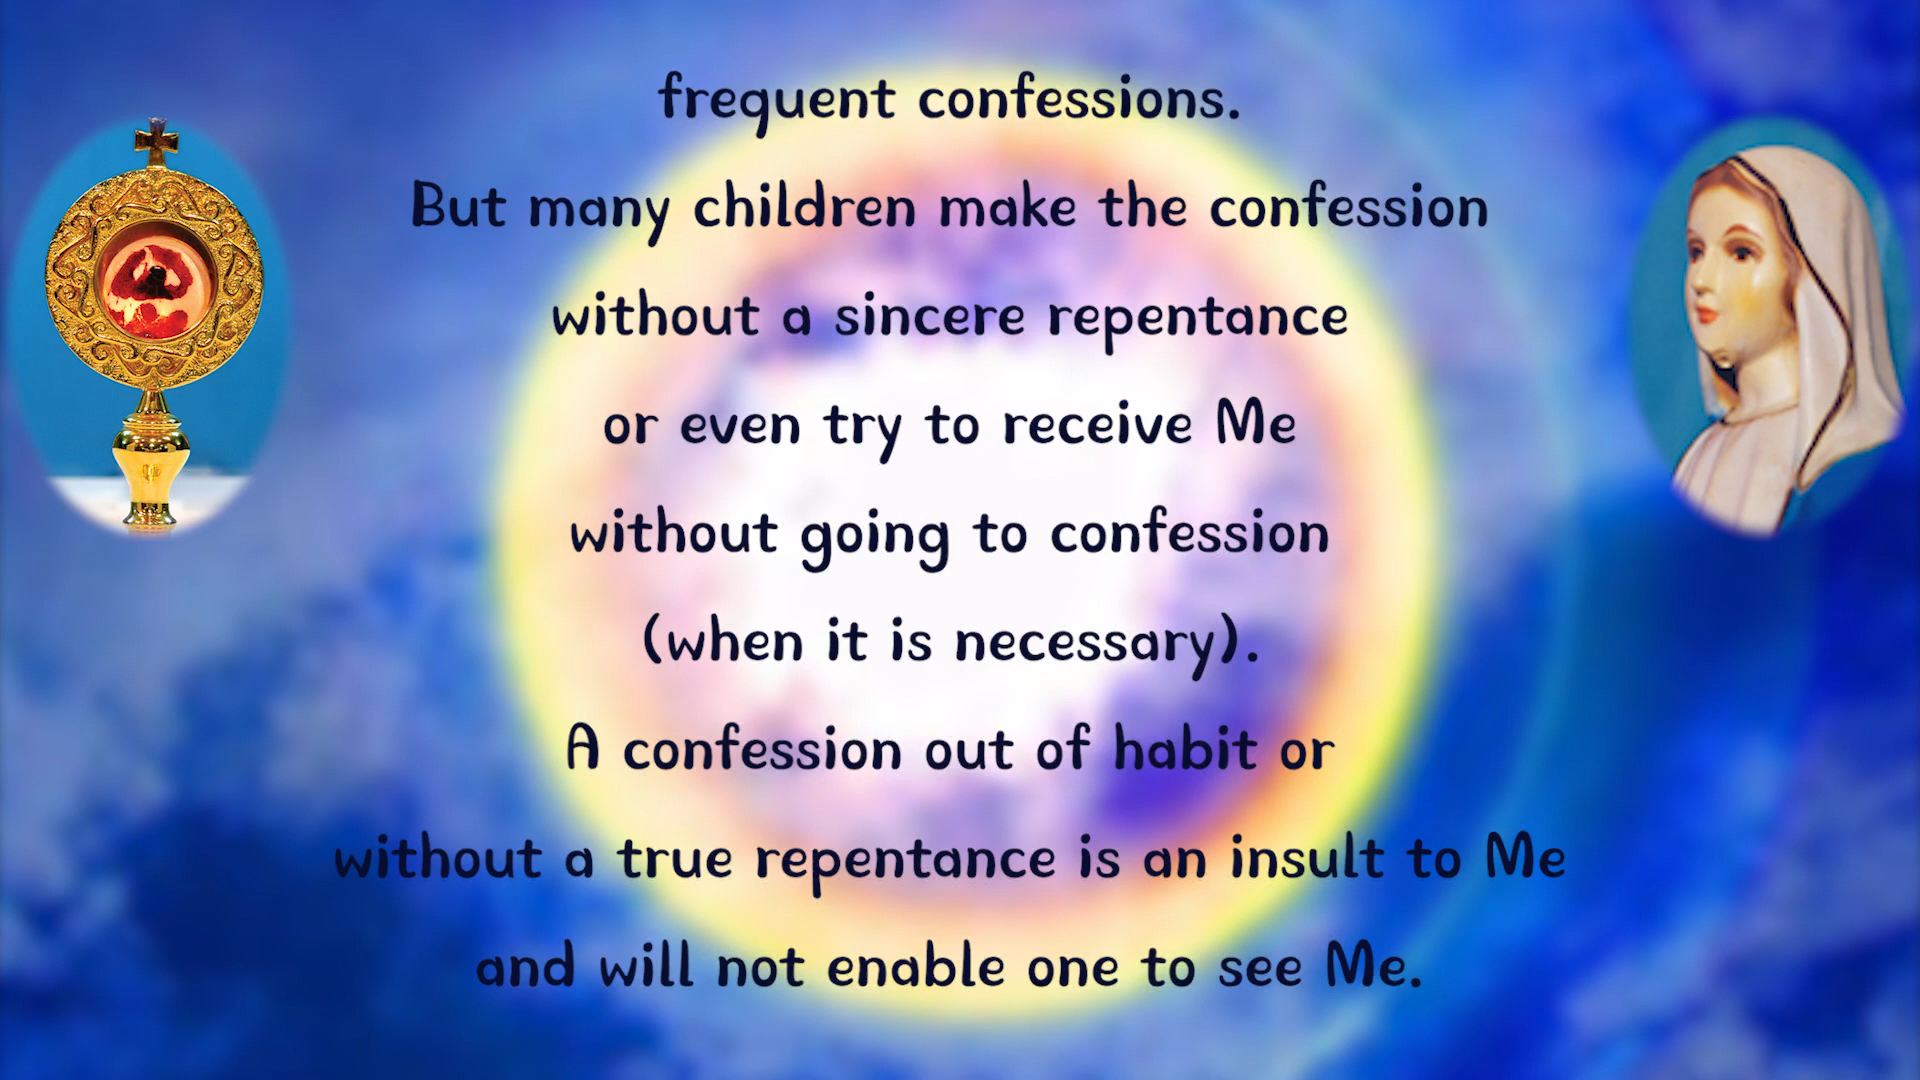 frequent confessions.
But many children make the confession
without a sincere repentance
or even try to receive Me
without going to confession
(when it is necessary).
A confession out of habit or
without a true repentance is an insult to Me
and will not enable one to see Me.